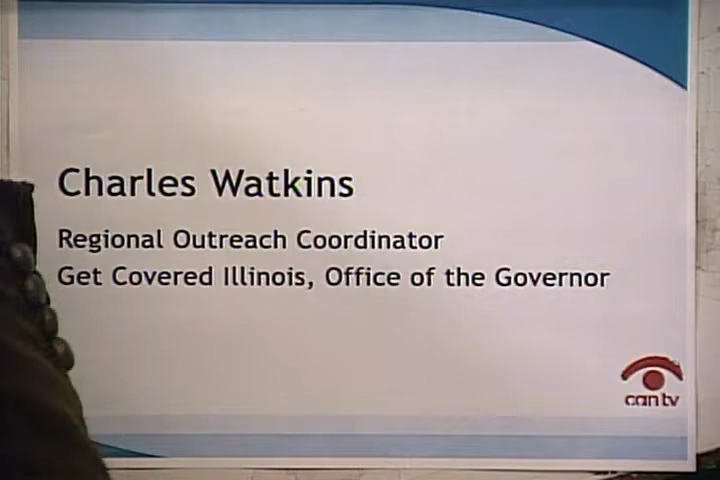 Charles Watkins
Regional Outreach Coordinator
Get Covered Illinois, Office of the Governor
can tv